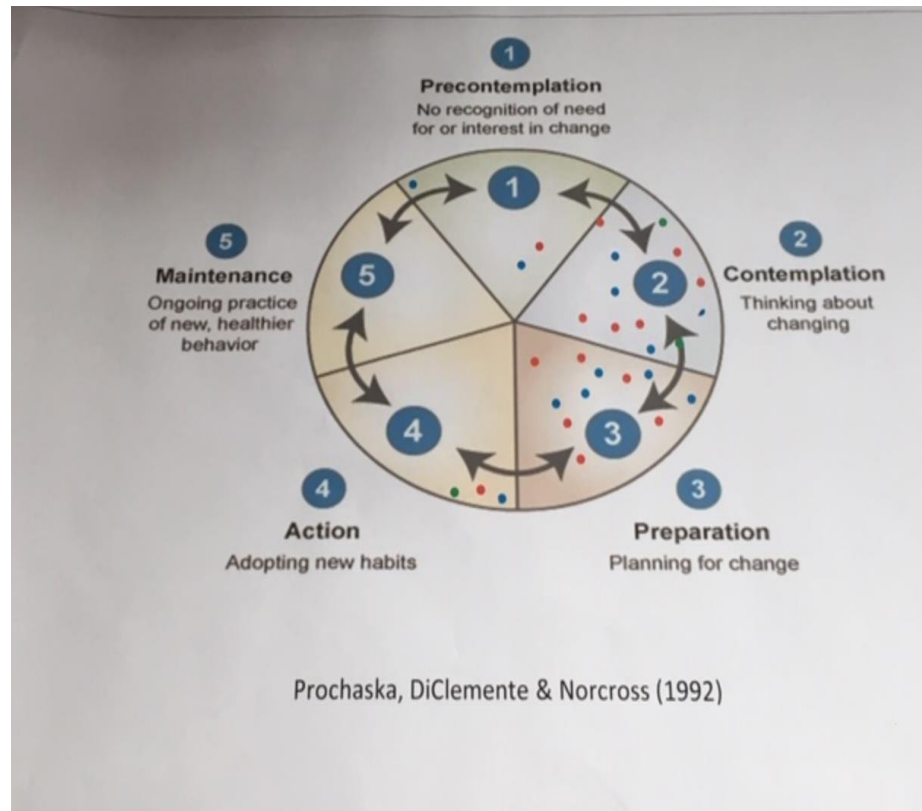 1
Precontemplation
No recognition of need
for or interest in change
1
5
Maintenance
Ongoing practice
of new, healthier
behavior
5
2
2
Contemplation
Thinking about
changing
4
3
4
Action
Adopting new habits
3
Preparation
Planning for change
Prochaska, DiClemente & Norcross (1992)